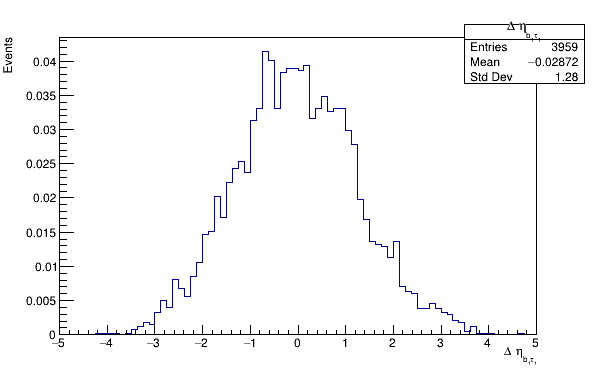 Δ η b₁τ₁
Entries 3959
Mean −0.02872
Std Dev 1.28
Events
0.04
0.035
0.03
0.025
0.02
0.015
0.01
0.005
0
−5 −4 −3 −2 −1 0 1 2 3 4 5
Δ η b₁τ₁